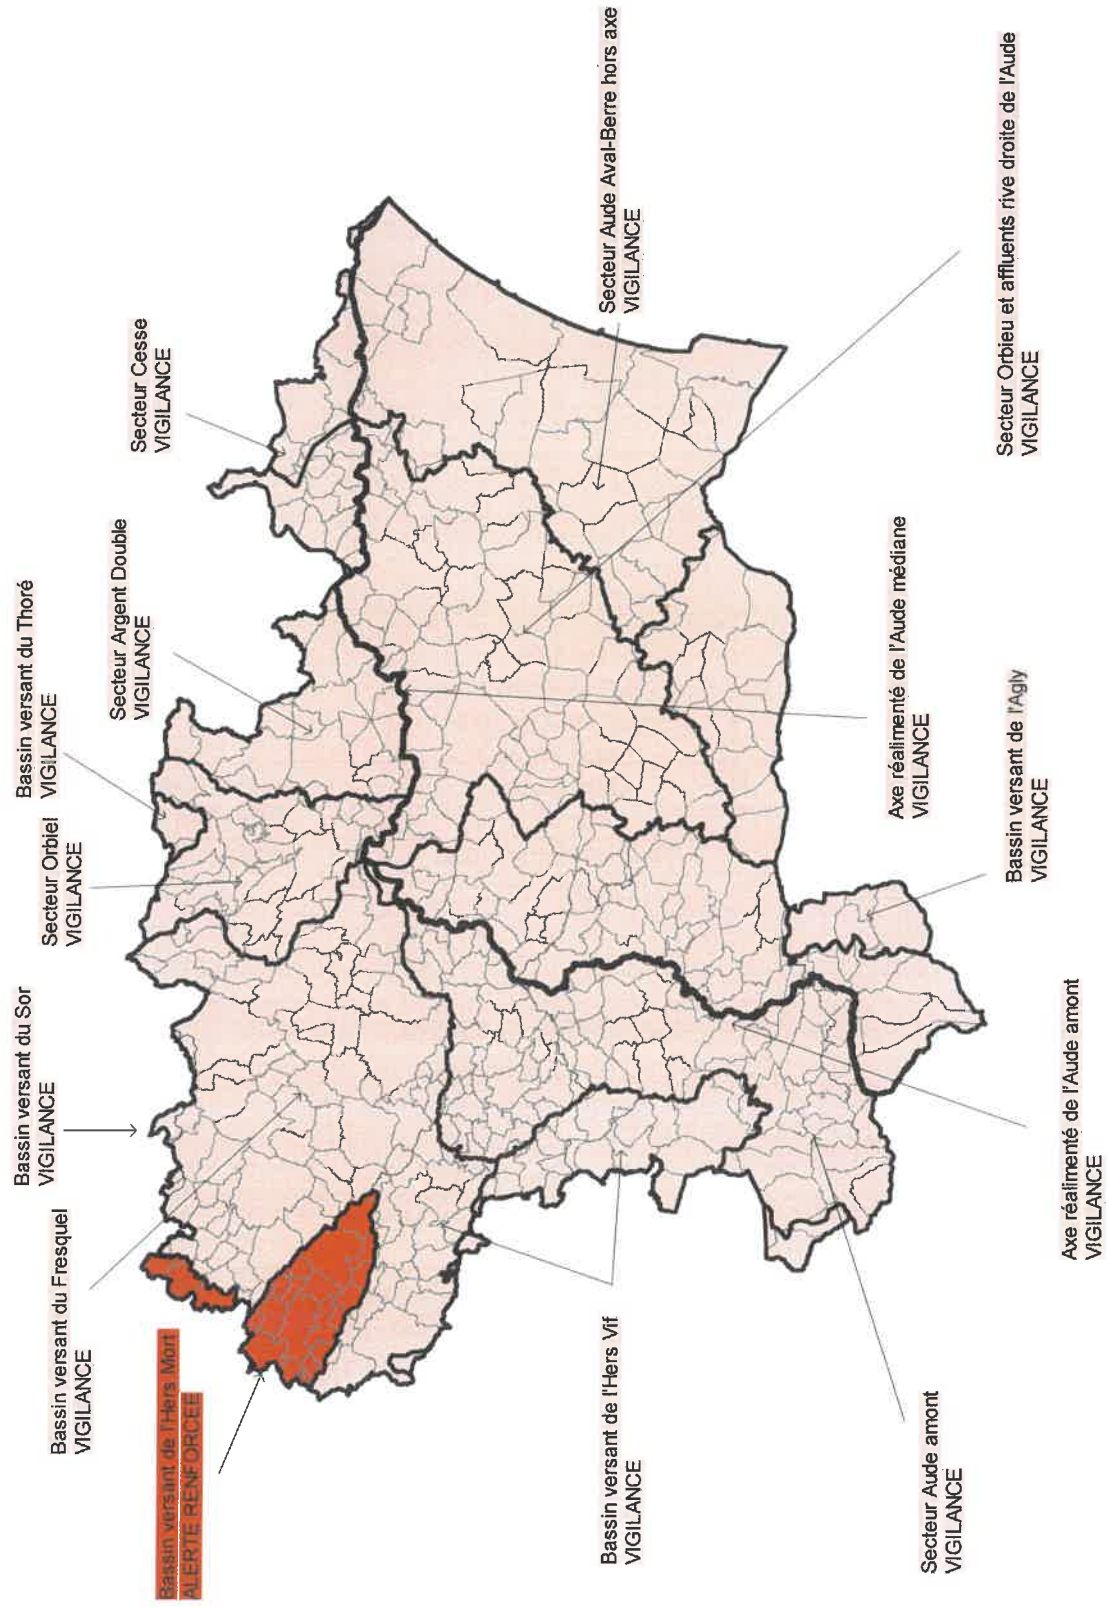 Bassin versant de l'Hers Mort
ALERTE RENFORCEE
Bassin versant du Fresquel
VIGILANCE
Bassin versant du Sor
VIGILANCE
Secteur Orbiel
VIGILANCE
Bassin versant du Thoré
VIGILANCE
Secteur Argent Double
VIGILANCE
Secteur Cesse
VIGILANCE
Secteur Aude Aval-Berre hors axe
VIGILANCE
Secteur Orbieu et affluents rive droite de l'Aude
VIGILANCE
Axe réalimenté de l'Aude médiane
VIGILANCE
Bassin versant de l'Agly
VIGILANCE
Axe réalimenté de l'Aude amont
VIGILANCE
Secteur Aude amont
VIGILANCE
Bassin versant de l'Hers Vif
VIGILANCE